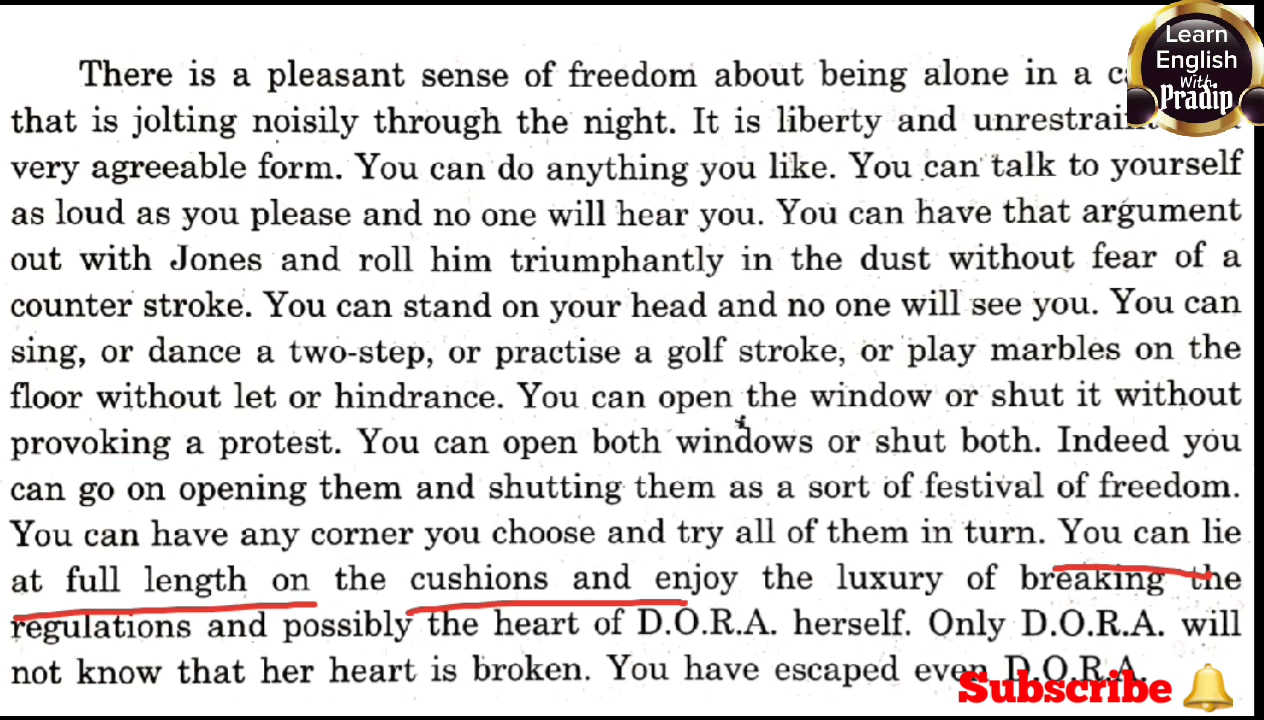 There is a pleasant sense of freedom about being alone in a
that is jolting noisily through the night. It is liberty and
very agreeable form. You can do anything you like. You can talk to yourself
as loud as you please and no one will hear you. You can have that argument
out with Jones and roll him triumphantly in the dust without fear of a
counter stroke. You can stand on your head and no one will see you. You can
sing, or dance a two-step, or practise a golf stroke, or play marbles on the
floor without let or hindrance. You can open the window or shut it without
provoking a protest. You can open both windows or shut both. Indeed you
can go on opening them and shutting them as a sort of festival of freedom.
You can have any corner you choose and try all of them in turn. You can lie
at full length on the cushions and enjoy the luxury of breaking the
regulations and possibly the heart of D.O.R.A. herself. Only D.O.R.A. will
not know that her heart is broken. You have escaped even D.O.R.A.
Learn
English
With
Pradip
Subscribe